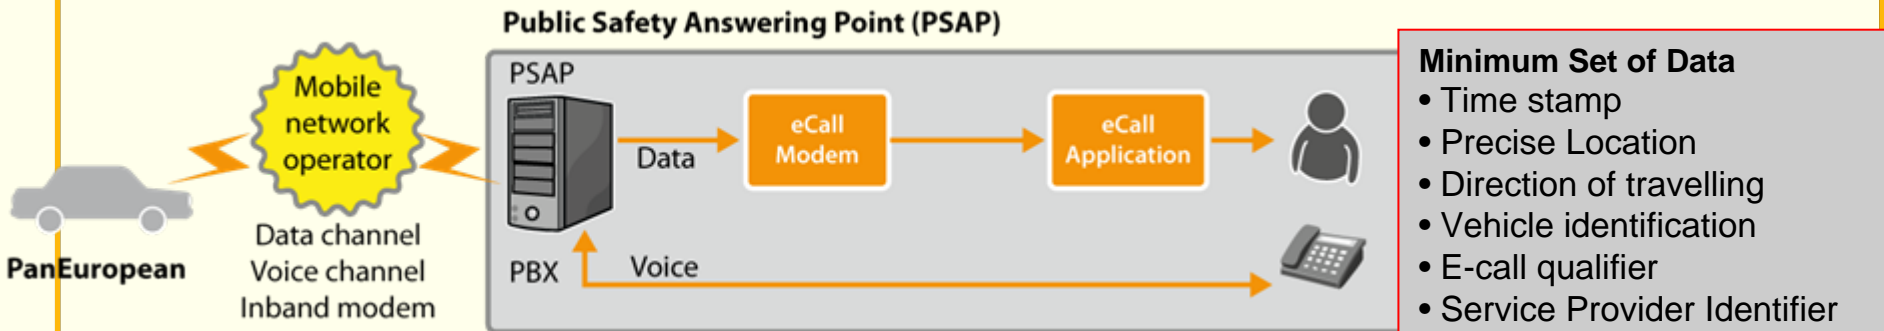 Public Safety Answering Point (PSAP)
PanEuropean
Mobile
network
operator
Data channel
Voice channel
Inband modem
PSAP
Data
eCall
Modem
eCall
Application
PBX
Voice
Minimum Set of Data
• Time stamp
• Precise Location
• Direction of travelling
• Vehicle identification
• E-call qualifier
• Service Provider Identifier